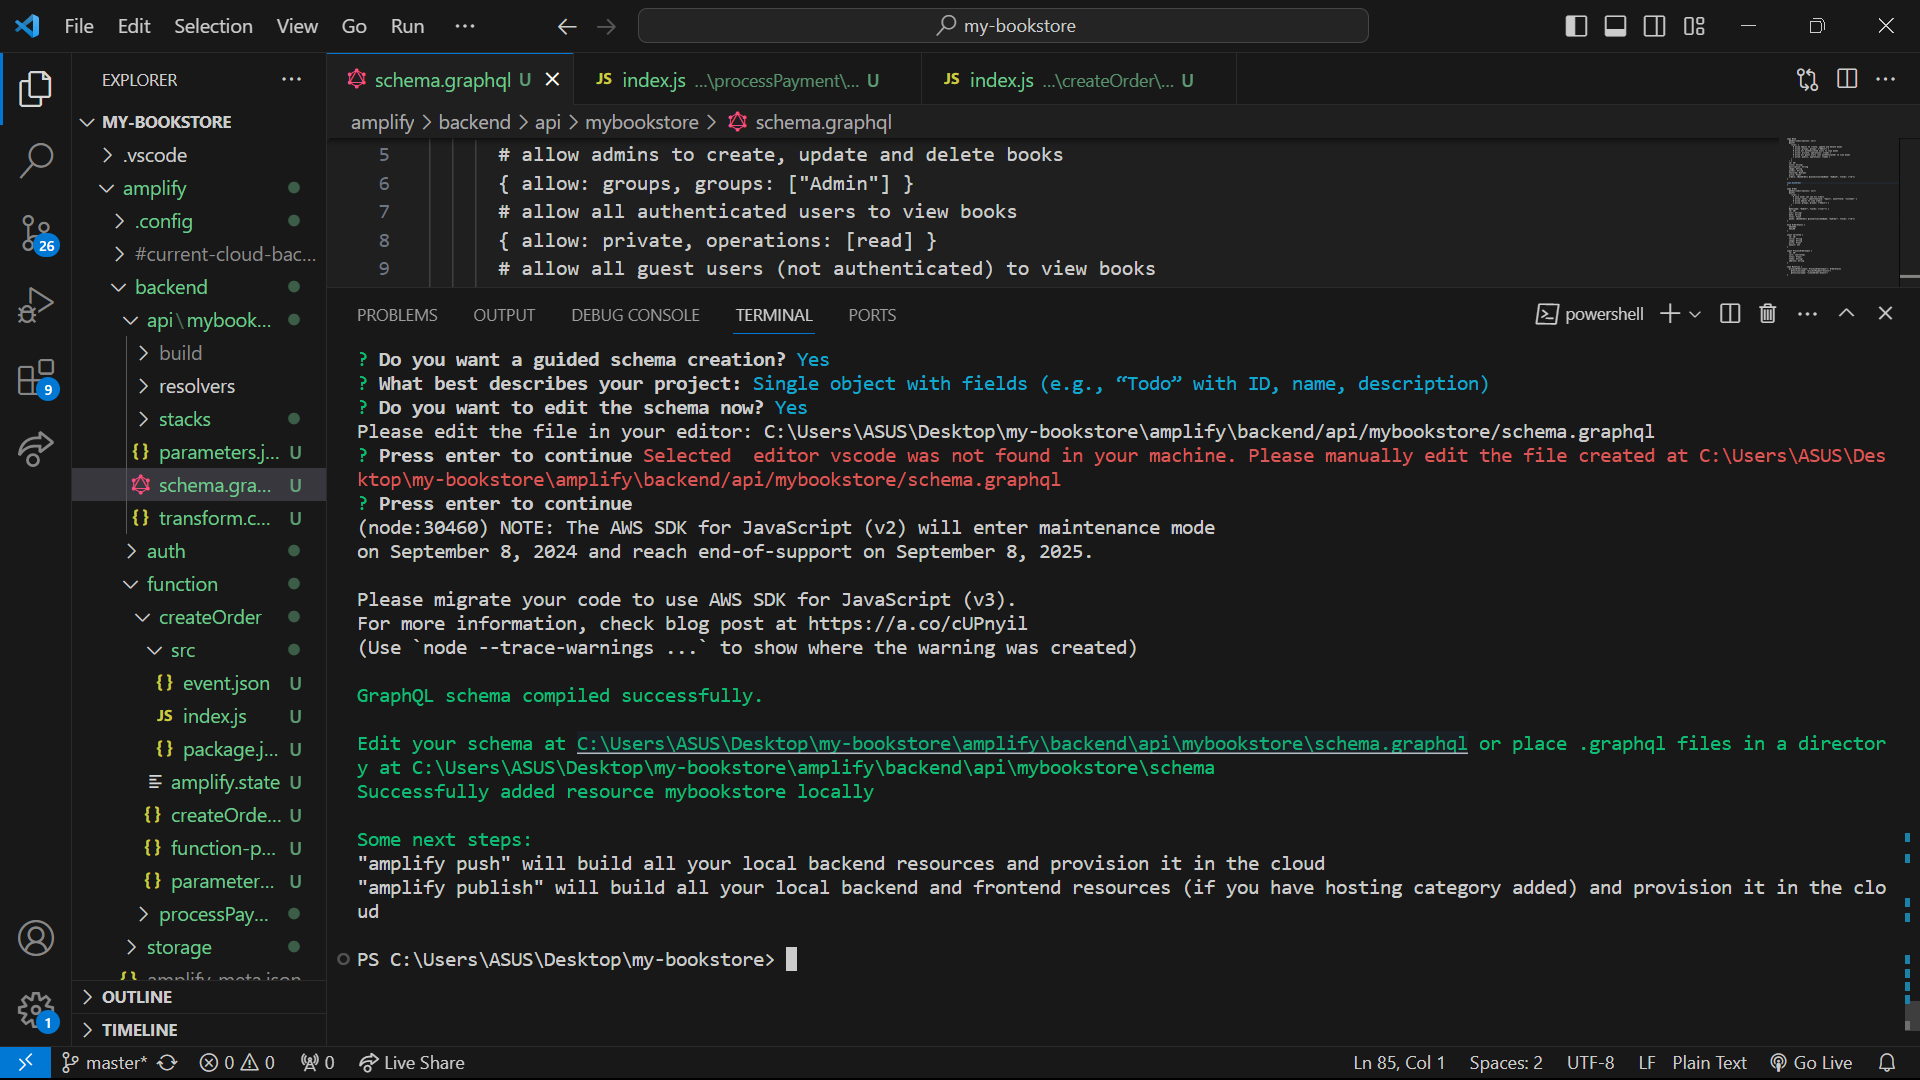 File Edit Selection View Go Run ··· my-bookstore
EXPLORER ···
MY-BOOKSTORE
.vscode
amplify
.config
#current-cloud-bac...
backend
api\mybook...
build
resolvers
stacks
{} parameters.j... U
schema.gra... U
{} transform.c... U
auth
function
createOrder
src
{} event.json U
JS index.js U
{} package.j... U
amplify.state U
{} createOrde... U
{} function-p... U
{} parameter... U
processPay...
storage
OUTLINE
TIMELINE
26
9
1
schema.graphql U
JS index.js ...\processPayment\... U
JS index.js ...\createOrder\... U
amplify > backend > api > mybookstore > schema.graphql
5 # allow admins to create, update and delete books
6 { allow: groups, groups: ["Admin"] }
7 # allow all authenticated users to view books
8 { allow: private, operations: [read] }
9 # allow all guest users (not authenticated) to view books
PROBLEMS OUTPUT DEBUG CONSOLE TERMINAL PORTS
powershell
? Do you want a guided schema creation? Yes
? What best describes your project: Single object with fields (e.g., “Todo” with ID, name, description)
? Do you want to edit the schema now? Yes
Please edit the file in your editor: C:\Users\ASUS\Desktop\my-bookstore\amplify\backend/api/mybookstore/schema.graphql
? Press enter to continue Selected  editor vscode was not found in your machine. Please manually edit the file created at C:\Users\ASUS\Des
ktop\my-bookstore\amplify\backend/api/mybookstore/schema.graphql
? Press enter to continue
(node:30460) NOTE: The AWS SDK for JavaScript (v2) will enter maintenance mode
on September 8, 2024 and reach end-of-support on September 8, 2025.
Please migrate your code to use AWS SDK for JavaScript (v3).
For more information, check blog post at https://a.co/cUPnyil
(Use `node --trace-warnings ...` to show where the warning was created)
GraphQL schema compiled successfully.
Edit your schema at C:\Users\ASUS\Desktop\my-bookstore\amplify\backend\api\mybookstore\schema.graphql or place .graphql files in a director
y at C:\Users\ASUS\Desktop\my-bookstore\amplify\backend\api\mybookstore\schema
Successfully added resource mybookstore locally
Some next steps:
"amplify push" will build all your local backend resources and provision it in the cloud
"amplify publish" will build all your local backend and frontend resources (if you have hosting category added) and provision it in the clo
ud
PS C:\Users\ASUS\Desktop\my-bookstore>
master* 0 0 0 Live Share Ln 85, Col 1 Spaces: 2 UTF-8 LF Plain Text Go Live